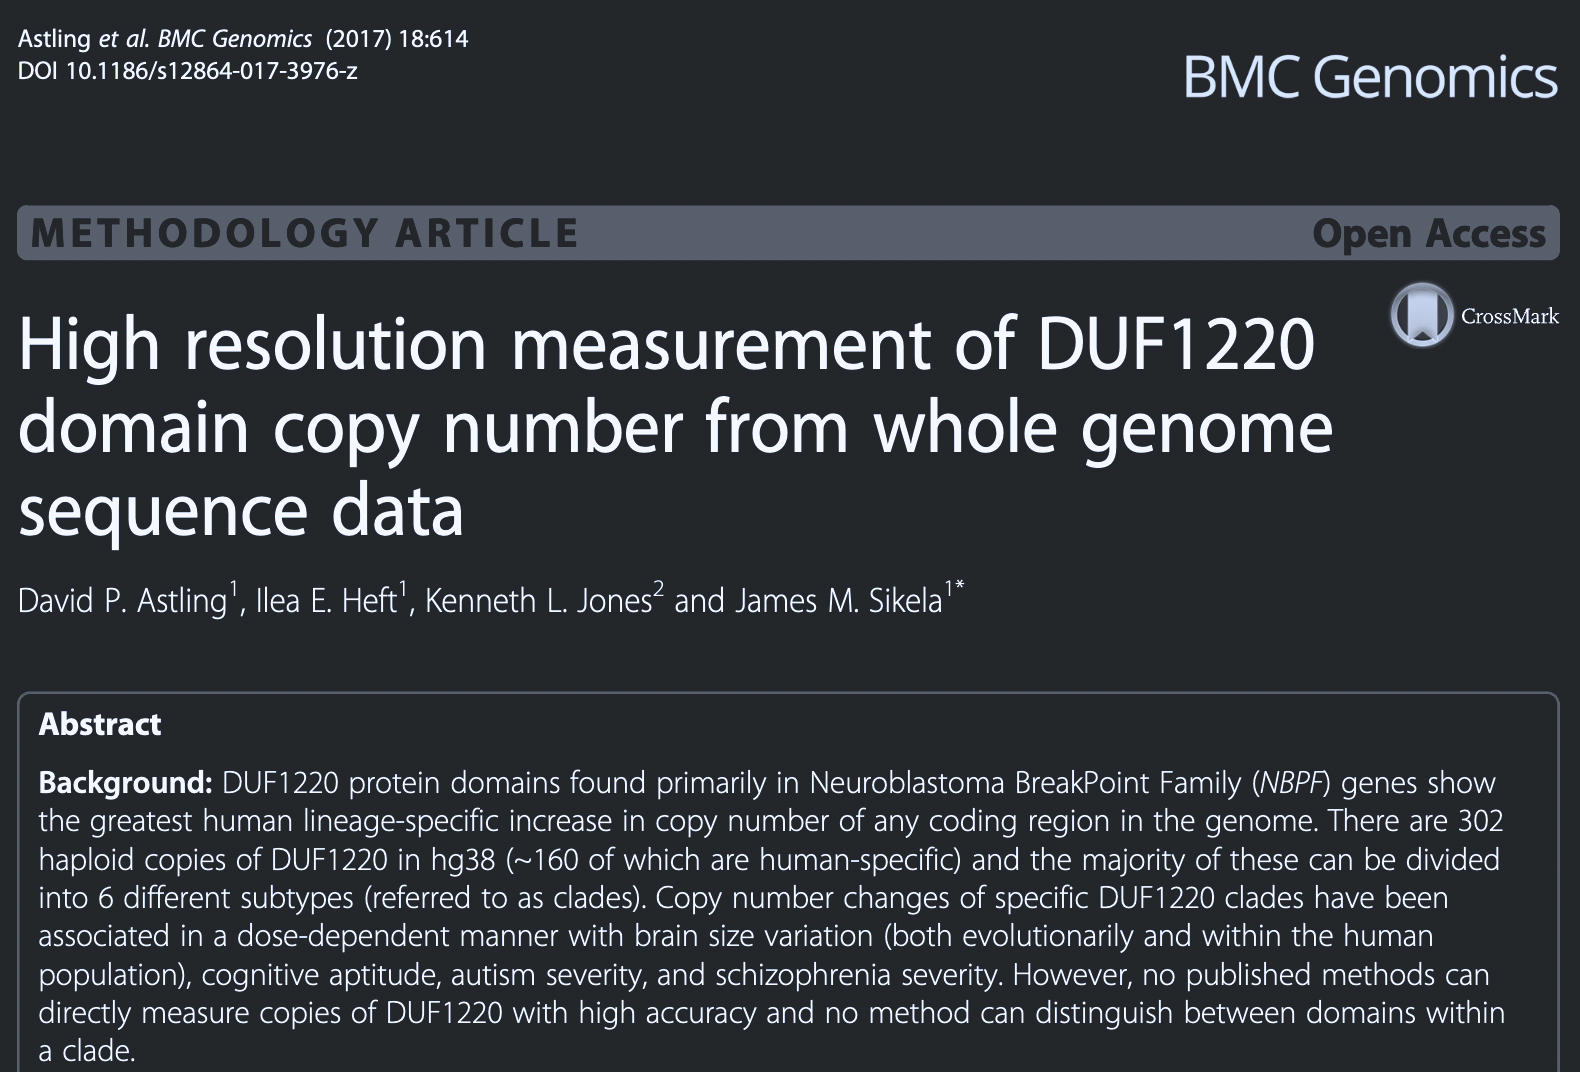 Astling et al. BMC Genomics (2017) 18:614
DOI 10.1186/s12864-017-3976-z
BMC Genomics
METHODOLOGY ARTICLE
Open Access
CrossMark
High resolution measurement of DUF1220
domain copy number from whole genome
sequence data
David P. Astling1, Ilea E. Heft1, Kenneth L. Jones2 and James M. Sikela1*
Abstract
Background: DUF1220 protein domains found primarily in Neuroblastoma BreakPoint Family (NBPF) genes show
the greatest human lineage-specific increase in copy number of any coding region in the genome. There are 302
haploid copies of DUF1220 in hg38 (~160 of which are human-specific) and the majority of these can be divided
into 6 different subtypes (referred to as clades). Copy number changes of specific DUF1220 clades have been
associated in a dose-dependent manner with brain size variation (both evolutionarily and within the human
population), cognitive aptitude, autism severity, and schizophrenia severity. However, no published methods can
directly measure copies of DUF1220 with high accuracy and no method can distinguish between domains within
a clade.